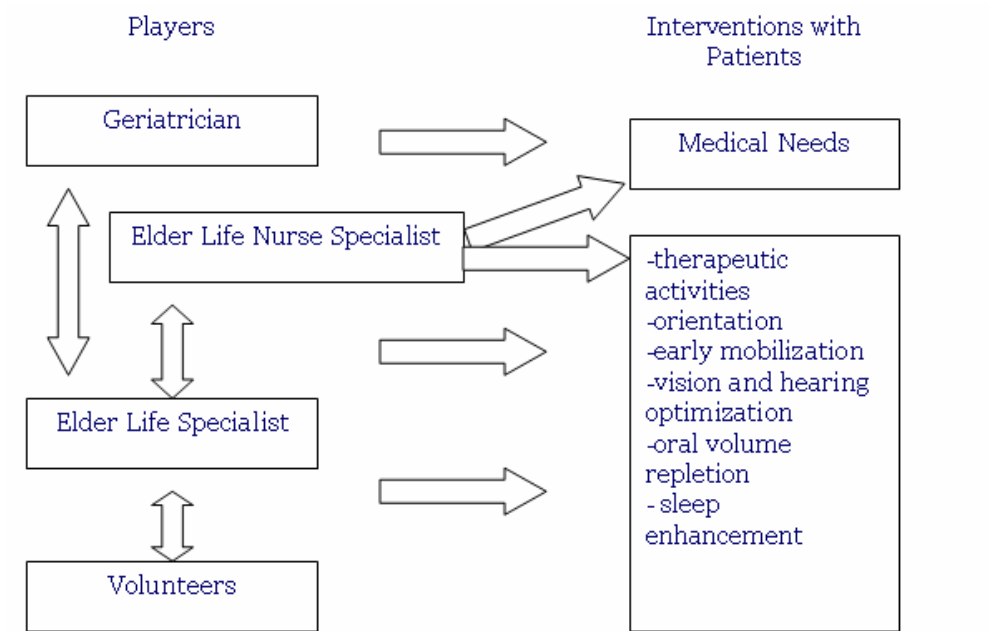 Players
Interventions with
Patients
Geriatrician
Medical Needs
Elder Life Nurse Specialist
-therapeutic
activities
-orientation
-early mobilization
-vision and hearing
optimization
-oral volume
repletion
- sleep
enhancement
Elder Life Specialist
Volunteers